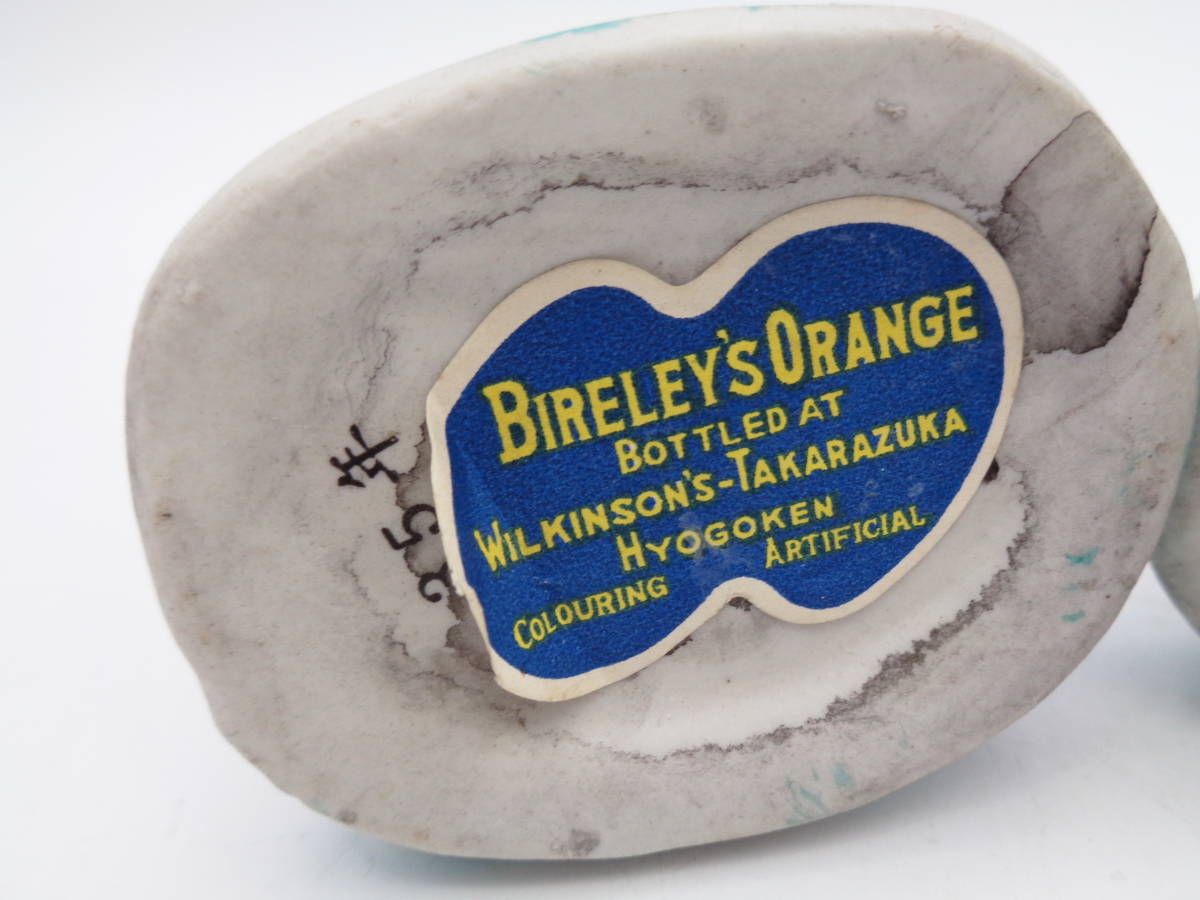 BIRELEY'S ORANGE
BOTTLED AT
WILKINSON'S-TAKARAZUKA
HYOGOKEN
COLOURING ARTIFICIAL